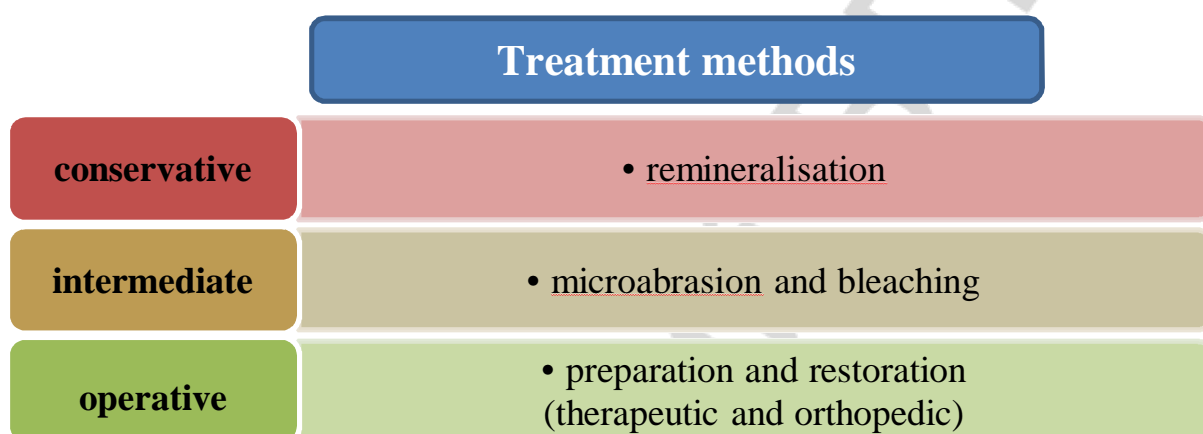 Treatment methods
conservative
• remineralisation
intermediate
• microabrasion and bleaching
operative
• preparation and restoration
(therapeutic and orthopedic)